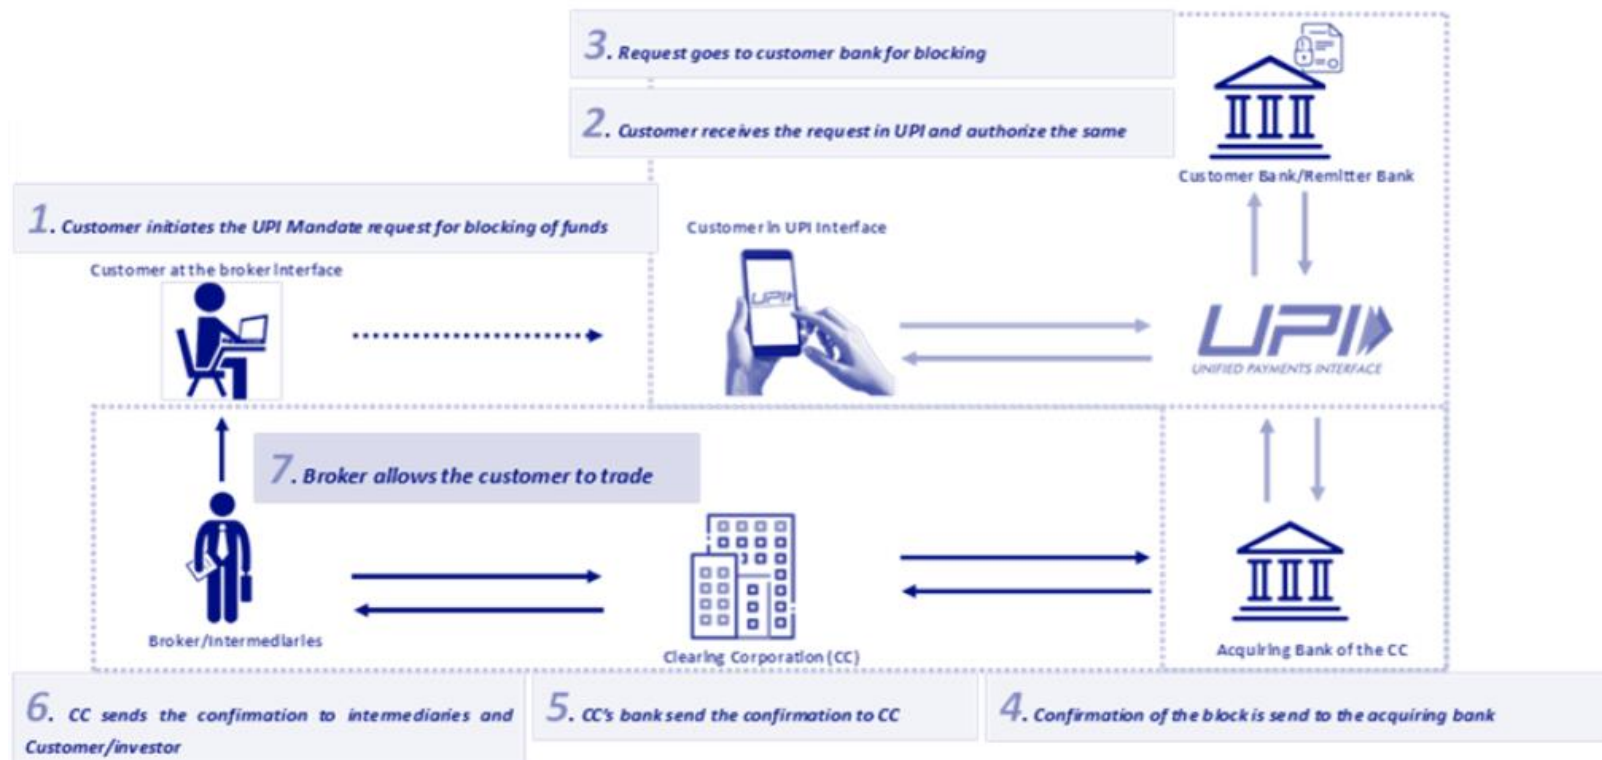 3. Request goes to customer bank for blocking
2. Customer receives the request in UPI and authorize the same
Customer Bank/Remitter Bank
1. Customer initiates the UPI Mandate request for blocking of funds
Customer in UPI Interface
Customer at the broker Interface
UPI
UPI
UNIFIED PAYMENTS INTERFACE
7. Broker allows the customer to trade
Broker/Intermediaries
Clearing Corporation (CC)
Acquiring Bank of the CC
6. CC sends the confirmation to intermediaries and
Customer/investor
5. CC's bank send the confirmation to CC
4. Confirmation of the block is send to the acquiring bank